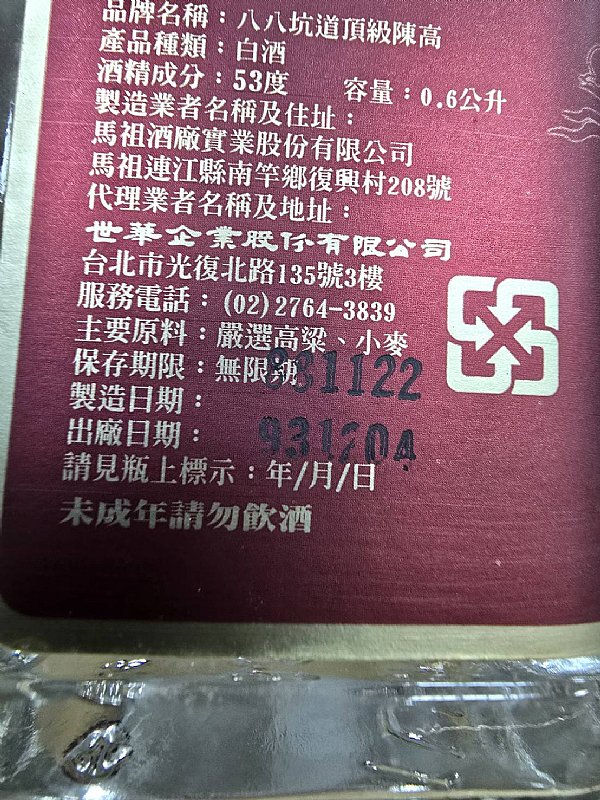 品牌名稱：八八坑道頂級陳高
產品種類：白酒
酒精成分：53度 容量：0.6公升
製造業者名稱及住址：
馬祖酒廠實業股份有限公司
馬祖連江縣南竿鄉復興村208號
代理業者名稱及地址：
世華企業股份有限公司
台北市光復北路135號3樓
服務電話：(02)2764-3839
主要原料：嚴選高粱、小麥
保存期限：無限期
製造日期：881122
出廠日期：931204
請見瓶上標示：年/月/日
未成年請勿飲酒